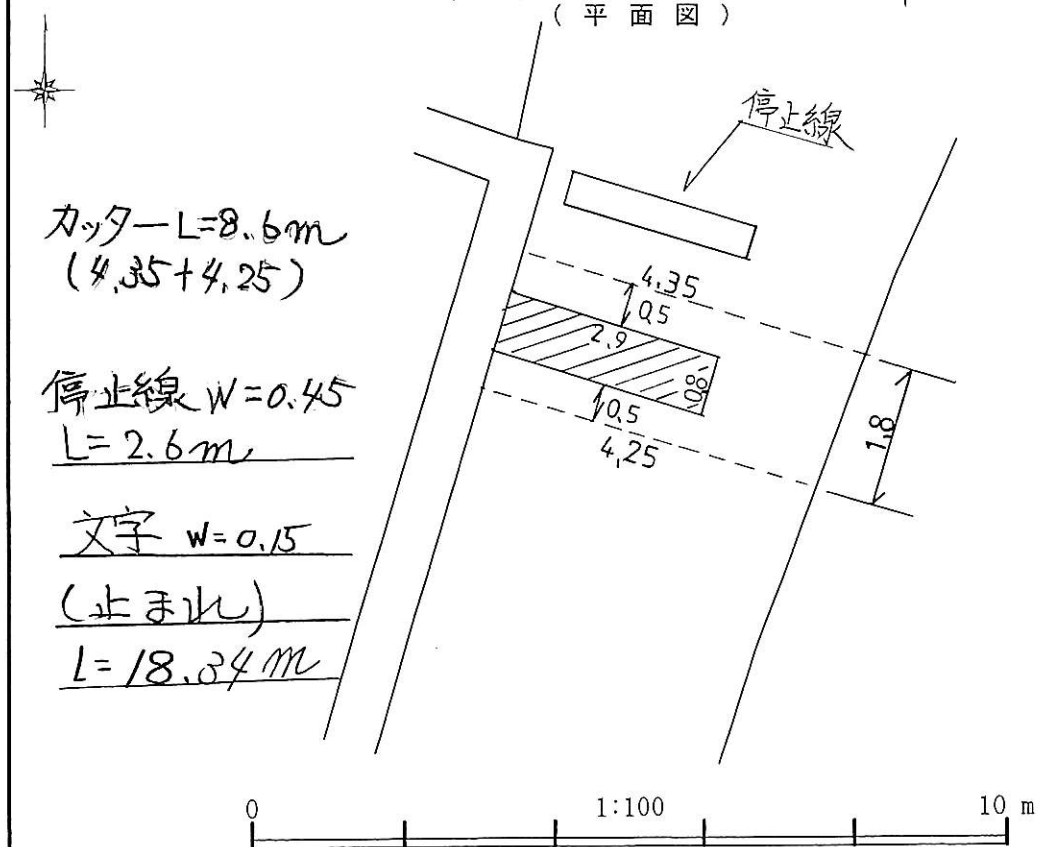 (平面図)
停止線
カッター L=8.6m
(4.35+4.25)
4.35
0.5
2.9
0.8
停止線 W=0.45
L=2.6m
0.5
4.25
1.8
文字 W=0.15
(止まれ)
L=18.34m
0 1:100 10 m